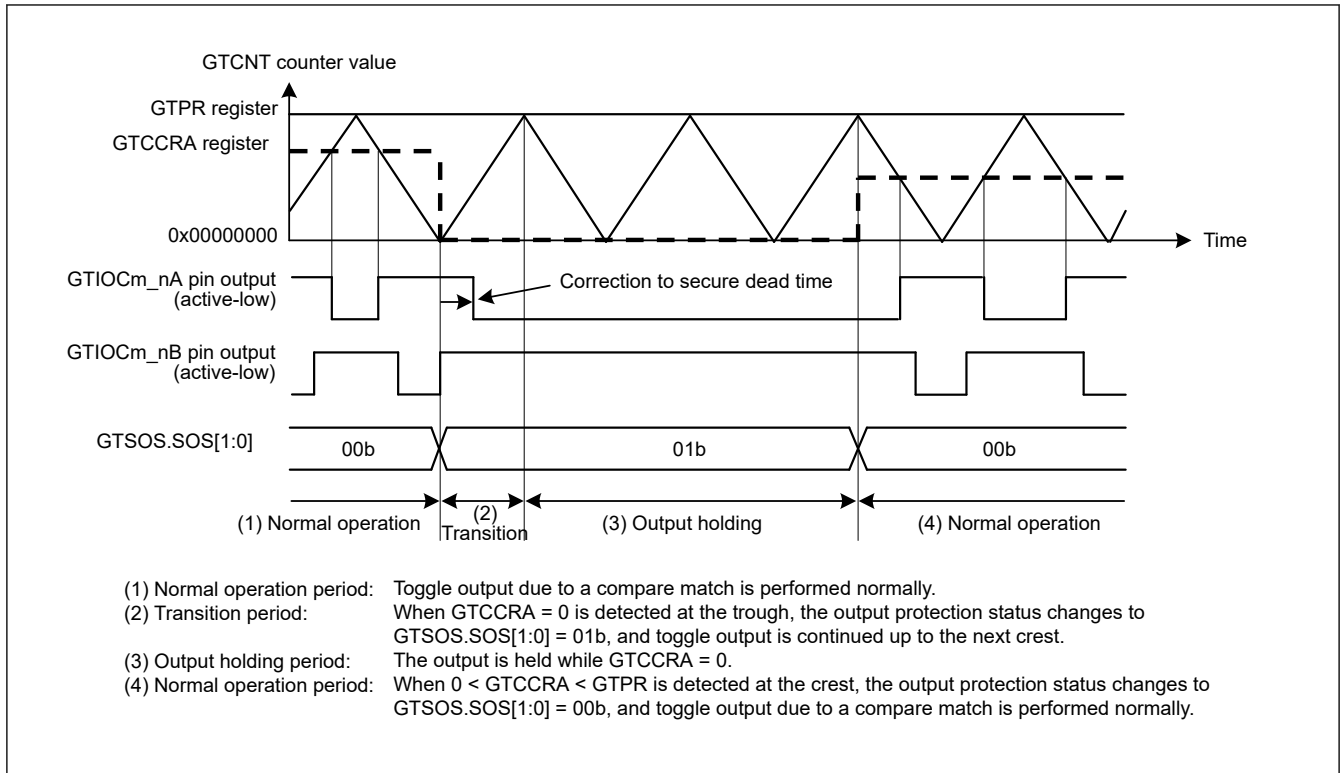 GTCNT counter value
GTPR register
GTCCRA register
0x00000000
Time
GTIOCm_nA pin output
(active-low)
Correction to secure dead time
GTIOCm_nB pin output
(active-low)
GTSOS.SOS[1:0]
00b
01b
00b
(1) Normal operation
(2)
Transition
(3) Output holding
(4) Normal operation
(1) Normal operation period: Toggle output due to a compare match is performed normally.
(2) Transition period: When GTCCRA = 0 is detected at the trough, the output protection status changes to
GTSOS.SOS[1:0] = 01b, and toggle output is continued up to the next crest.
(3) Output holding period: The output is held while GTCCRA = 0.
(4) Normal operation period: When 0 < GTCCRA < GTPR is detected at the crest, the output protection status changes to
GTSOS.SOS[1:0] = 00b, and toggle output due to a compare match is performed normally.